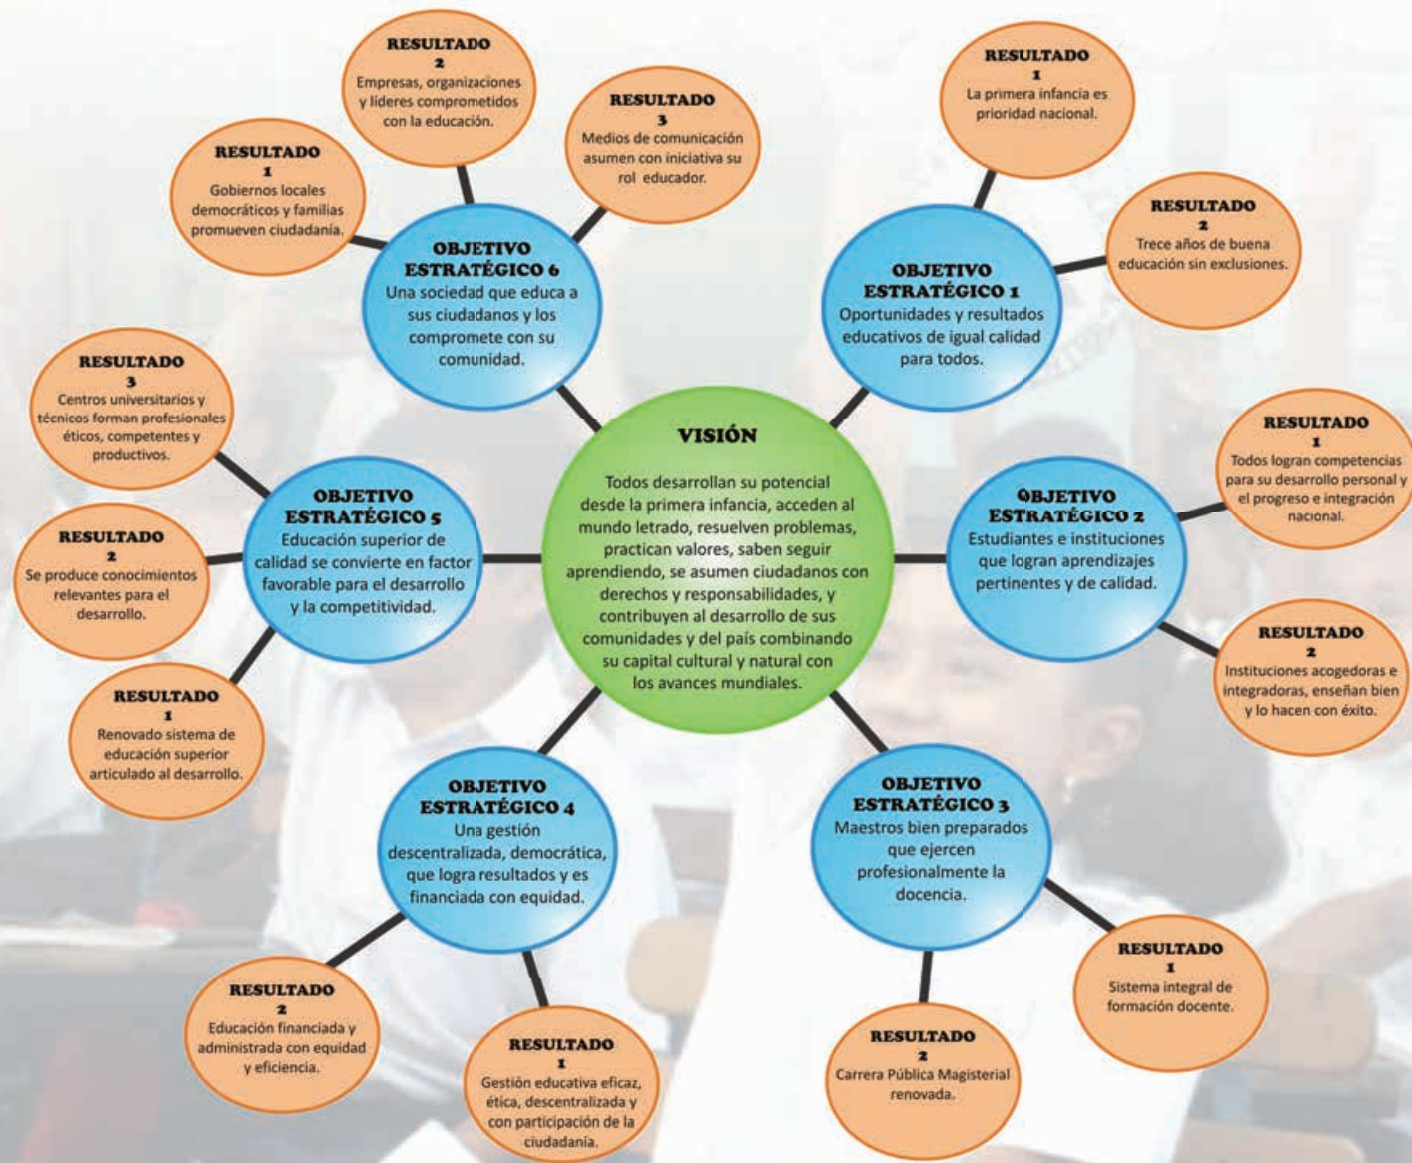 VISIÓN
Todos desarrollan su potencial
desde la primera infancia, acceden al
mundo letrado, resuelven problemas,
practican valores, saben seguir
aprendiendo, se asumen ciudadanos con
derechos y responsabilidades, y
contribuyen al desarrollo de sus
comunidades y del país combinando
su capital cultural y natural con
los avances mundiales.
OBJETIVO
ESTRATÉGICO 1
Oportunidades y resultados
educativos de igual calidad
para todos.
RESULTADO
1
La primera infancia es
prioridad nacional.
RESULTADO
2
Trece años de buena
educación sin exclusiones.
OBJETIVO
ESTRATÉGICO 2
Estudiantes e instituciones
que logran aprendizajes
pertinentes y de calidad.
RESULTADO
1
Todos logran competencias
para su desarrollo personal y
el progreso e integración
nacional.
RESULTADO
2
Instituciones acogedoras e
integradoras, enseñan bien
y lo hacen con éxito.
OBJETIVO
ESTRATÉGICO 3
Maestros bien preparados
que ejercen
profesionalmente la
docencia.
RESULTADO
1
Sistema integral de
formación docente.
RESULTADO
2
Carrera Pública Magisterial
renovada.
OBJETIVO
ESTRATÉGICO 4
Una gestión
descentralizada, democrática,
que logra resultados y es
financiada con equidad.
RESULTADO
1
Gestión educativa eficaz,
ética, descentralizada y
con participación de la
ciudadanía.
RESULTADO
2
Educación financiada y
administrada con equidad
y eficiencia.
OBJETIVO
ESTRATÉGICO 5
Educación superior de
calidad se convierte en factor
favorable para el desarrollo
y la competitividad.
RESULTADO
1
Renovado sistema de
educación superior
articulado al desarrollo.
RESULTADO
2
Se produce conocimientos
relevantes para el
desarrollo.
RESULTADO
3
Centros universitarios y
técnicos forman profesionales
éticos, competentes y
productivos.
OBJETIVO
ESTRATÉGICO 6
Una sociedad que educa a
sus ciudadanos y los
compromete con su
comunidad.
RESULTADO
1
Gobiernos locales
democráticos y familias
promueven ciudadanía.
RESULTADO
2
Empresas, organizaciones
y líderes comprometidos
con la educación.
RESULTADO
3
Medios de comunicación
asumen con iniciativa su
rol educador.